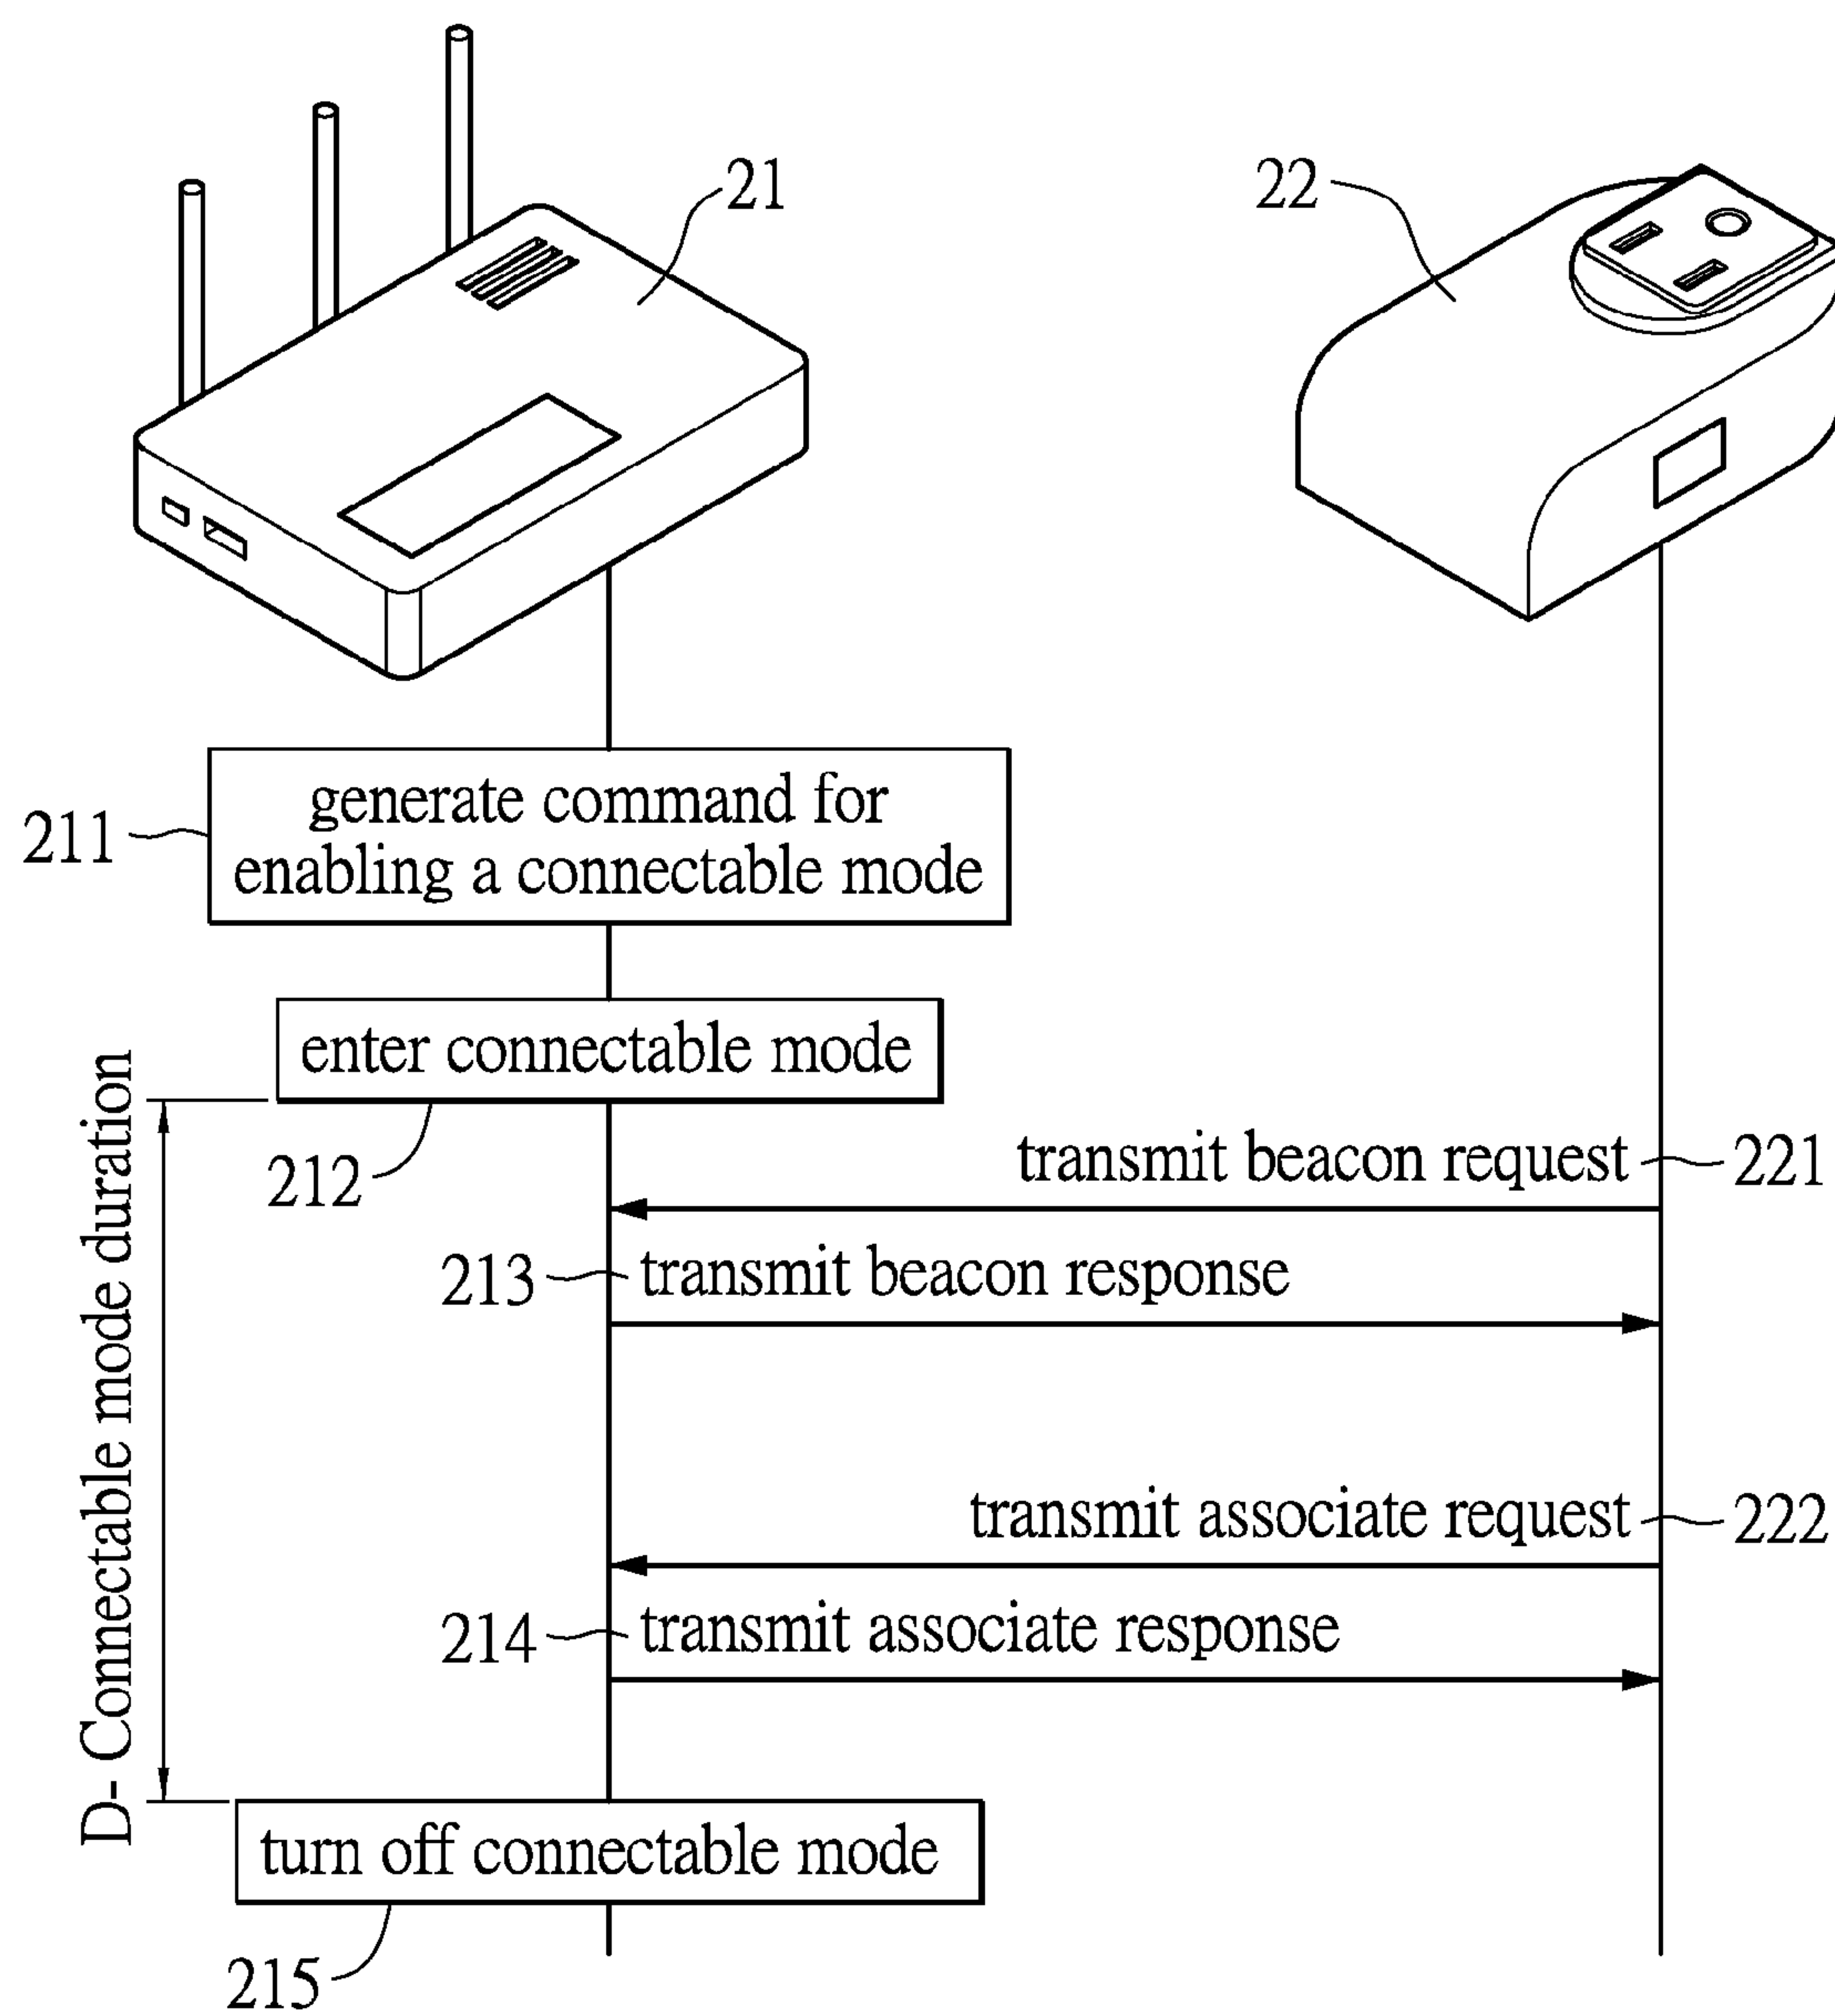 21
22
211
generate command for
enabling a connectable mode
enter connectable mode
212
D- Connectable mode duration
transmit beacon request
221
213
transmit beacon response
transmit associate request
222
214
transmit associate response
turn off connectable mode
215